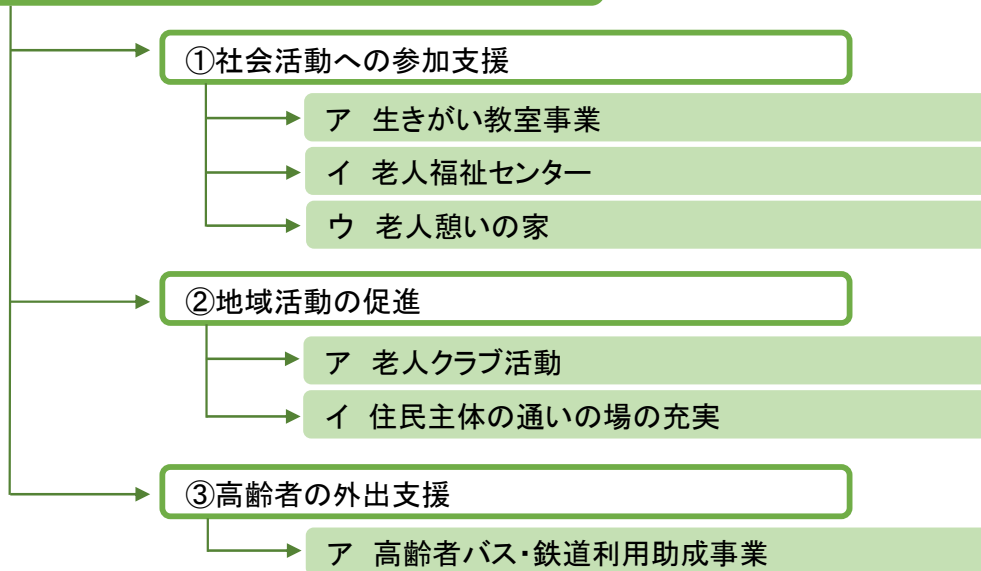 ①社会活動への参加支援
ア 生きがい教室事業
イ 老人福祉センター
ウ 老人憩いの家
②地域活動の促進
ア 老人クラブ活動
イ 住民主体の通いの場の充実
③高齢者の外出支援
ア 高齢者バス・鉄道利用助成事業